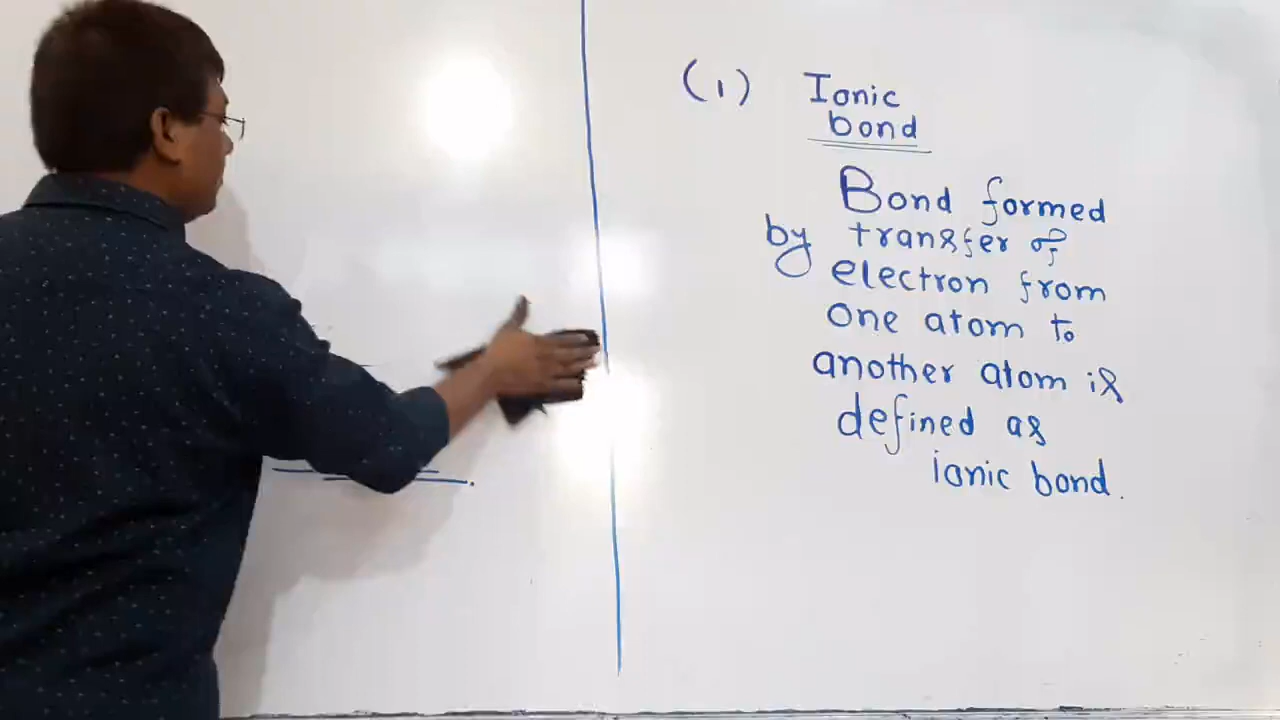 (1) Ionic
bond
Bond formed
by transfer of
electron from
one atom to
another atom is
defined as
ionic bond.